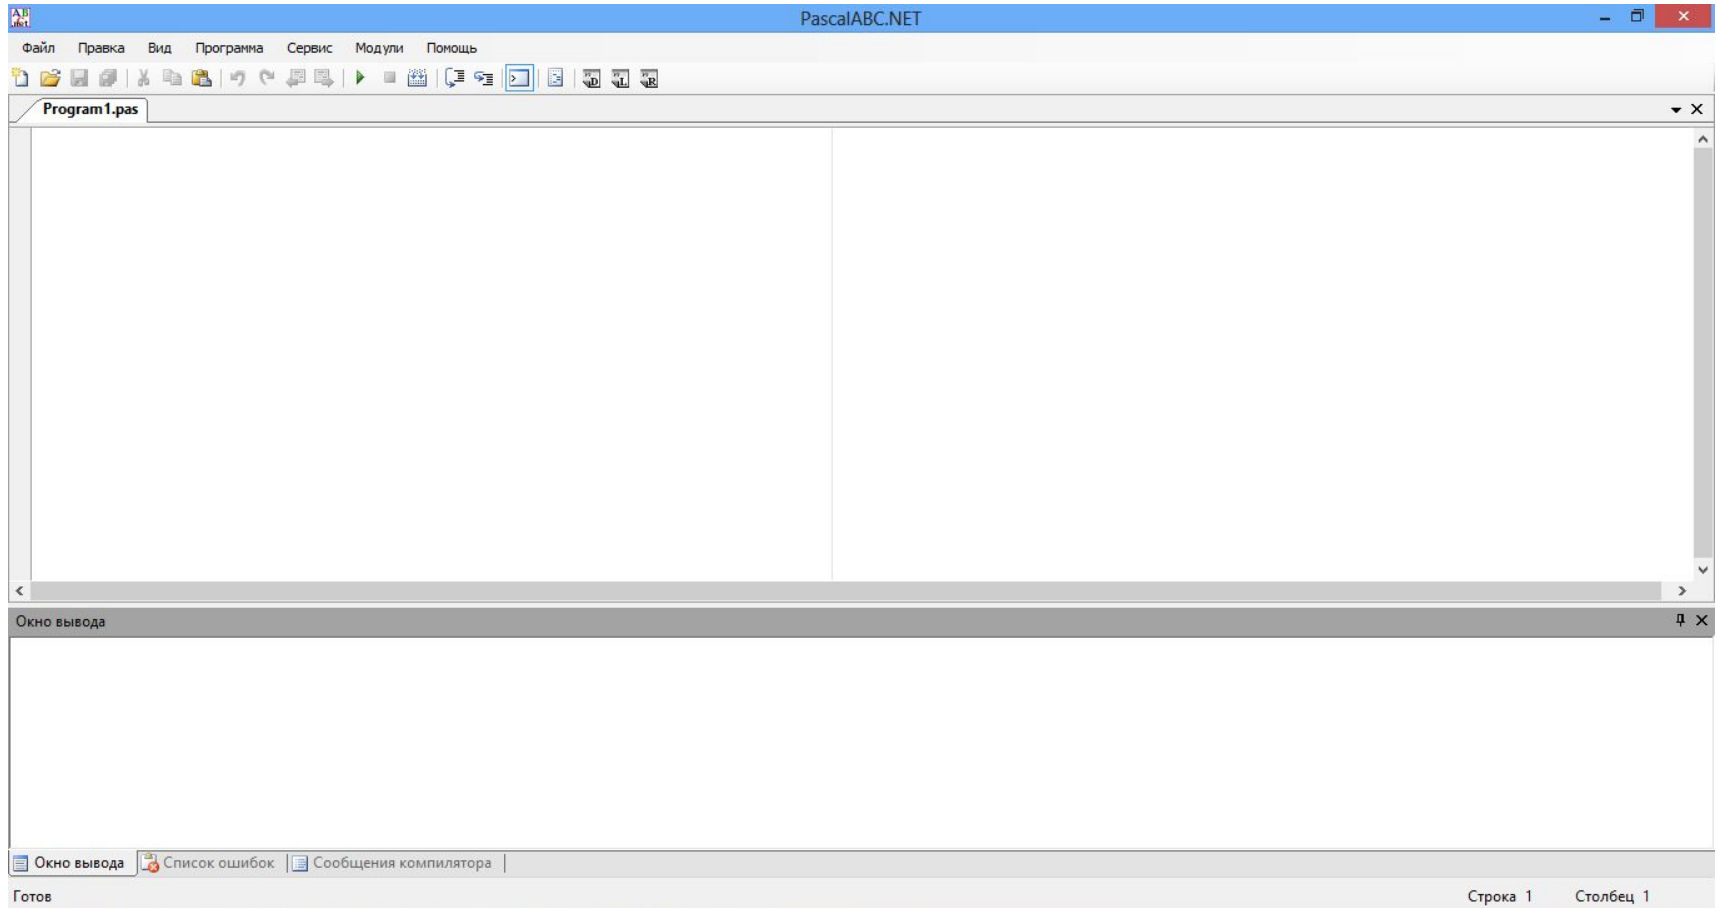 PascalABC.NET
Файл Правка Вид Программа Сервис Модули Помощь
Program1.pas
Окно вывода
Окно вывода Список ошибок Сообщения компилятора
Готов Строка 1 Столбец 1